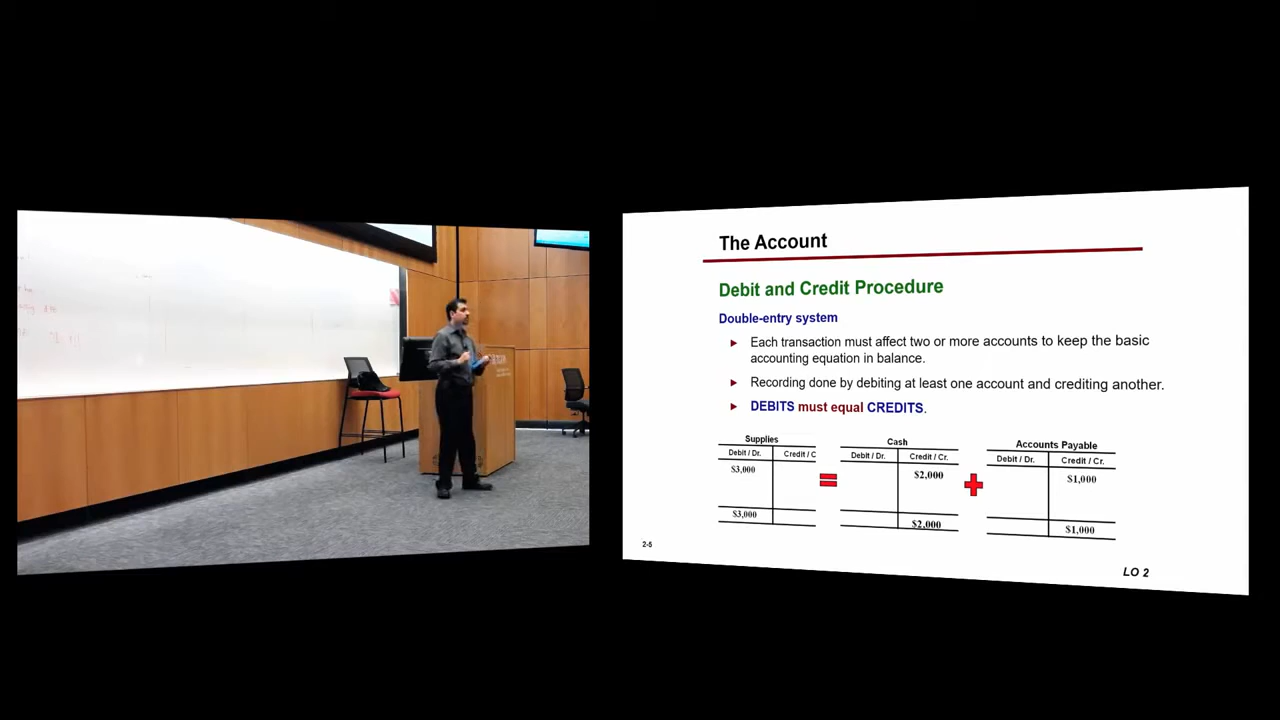 The Account
Debit and Credit Procedure
Double-entry system
Each transaction must affect two or more accounts to keep the basic
accounting equation in balance.
Recording done by debiting at least one account and crediting another.
DEBITS must equal CREDITS.
Supplies Cash Accounts Payable
Debit / Dr. Credit / C Debit / Dr. Credit / Cr. Debit / Dr. Credit / Cr.
$3,000 = $2,000 + $1,000
$3,000 $2,000 $1,000
2-5
LO 2